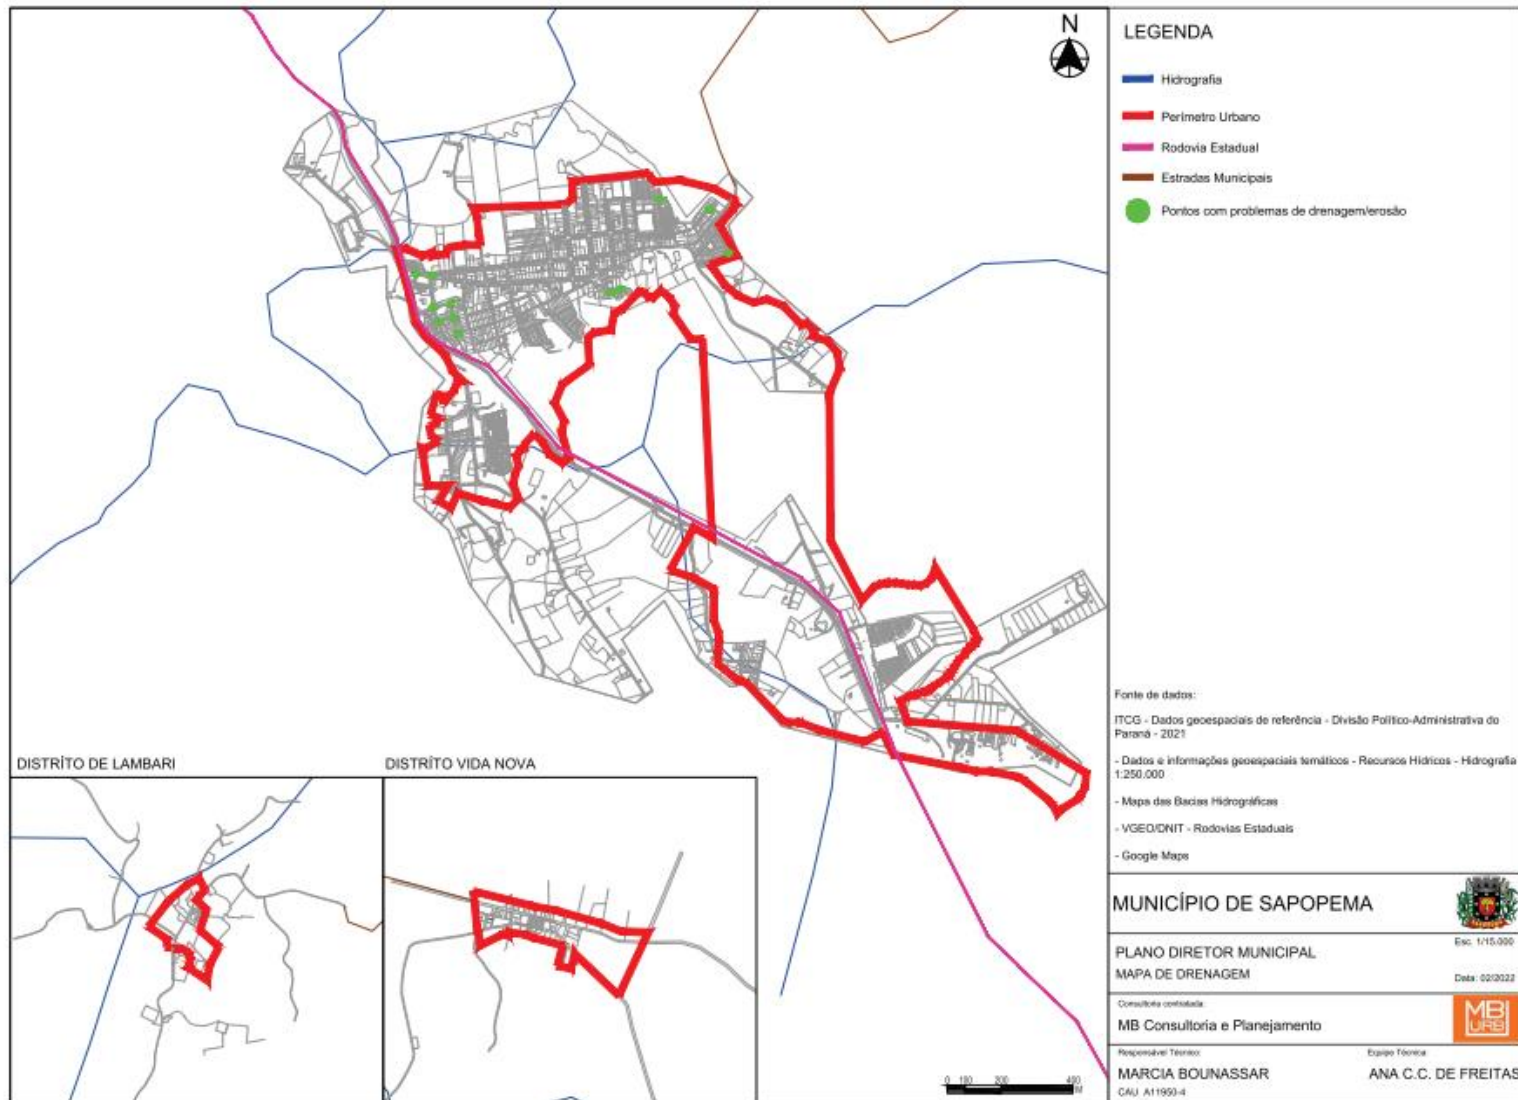 N
LEGENDA
Hidrografia
Perímetro Urbano
Rodovia Estadual
Estradas Municipais
Pontos com problemas de drenagem/erosão
Fonte de dados:
ITCG - Dados geoespaciais de referência - Divisão Político-Administrativa do
Paraná - 2021
- Dados e informações geoespaciais temáticos - Recursos Hídricos - Hidrografia
1:250.000
- Mapa das Bacias Hidrográficas
- VGEO/DNIT - Rodovias Estaduais
- Google Maps
DISTRÍTO DE LAMBARI
DISTRÍTO VIDA NOVA
MUNICÍPIO DE SAPOPEMA
PLANO DIRETOR MUNICIPAL
Esc. 1/15.000
MAPA DE DRENAGEM
Data: 02/2022
Consultoria contratada:
MB Consultoria e Planejamento
MB
URB
Responsável Técnico:
Equipe Técnica
MARCIA BOUNASSAR
ANA C.C. DE FREITAS
CAU A11950-4
0 100 200 400
M